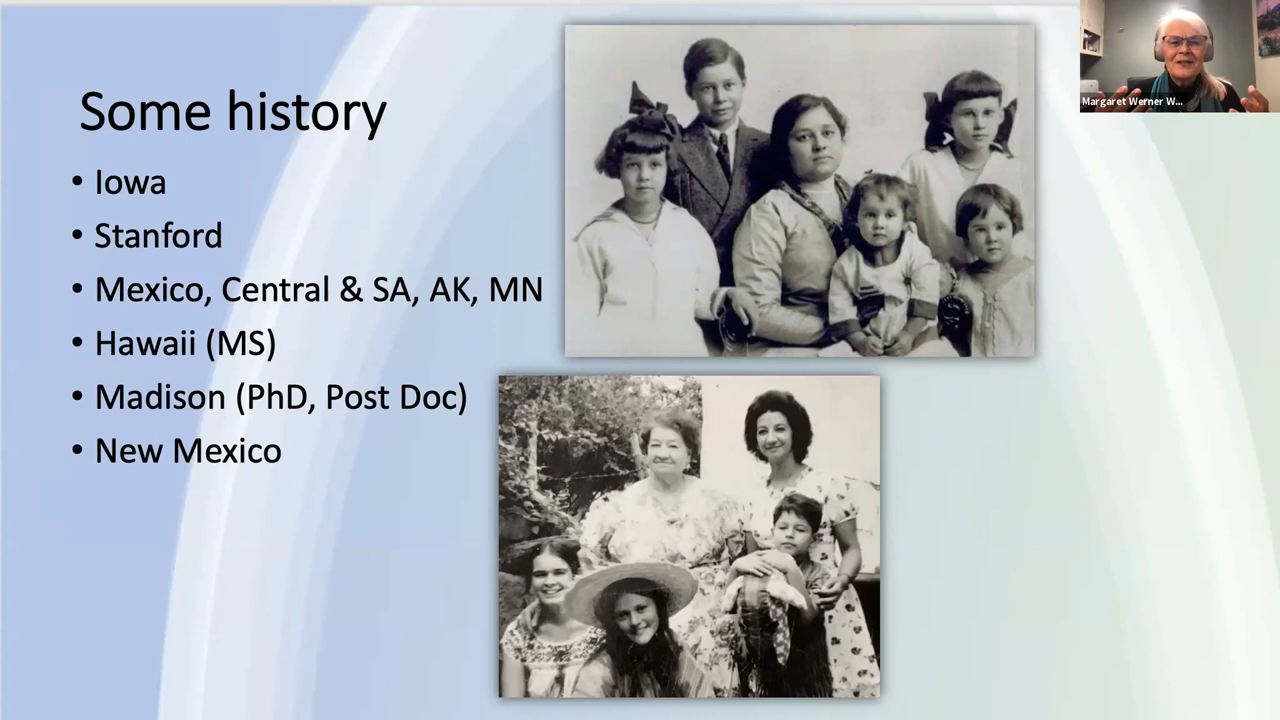 Some history
• Iowa
• Stanford
• Mexico, Central & SA, AK, MN
• Hawaii (MS)
• Madison (PhD, Post Doc)
• New Mexico
Margaret Werner W...